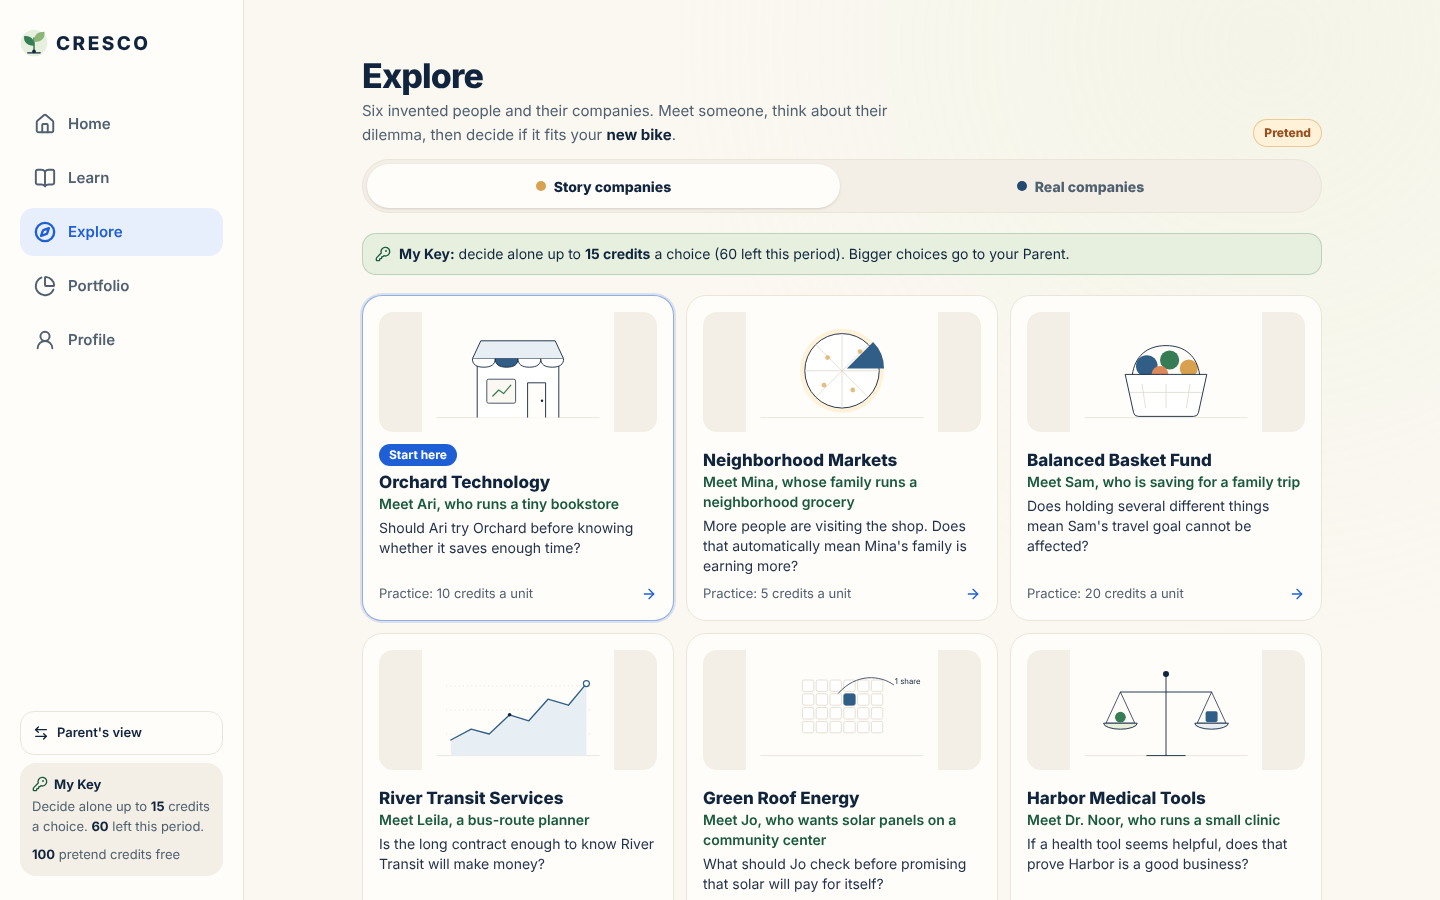 CRESCO
Home
Learn
Explore
Portfolio
Profile
Parent's view
My Key
Decide alone up to 15 credits
a choice. 60 left this period.
100 pretend credits free
Explore
Six invented people and their companies. Meet someone, think about their
dilemma, then decide if it fits your new bike.
Pretend
Story companies
Real companies
My Key: decide alone up to 15 credits a choice (60 left this period). Bigger choices go to your Parent.
Start here
Orchard Technology
Meet Ari, who runs a tiny bookstore
Should Ari try Orchard before knowing
whether it saves enough time?
Practice: 10 credits a unit
Neighborhood Markets
Meet Mina, whose family runs a
neighborhood grocery
More people are visiting the shop. Does
that automatically mean Mina's family is
earning more?
Practice: 5 credits a unit
Balanced Basket Fund
Meet Sam, who is saving for a family trip
Does holding several different things
mean Sam's travel goal cannot be
affected?
Practice: 20 credits a unit
River Transit Services
Meet Leila, a bus-route planner
Is the long contract enough to know River
Transit will make money?
1 share
Green Roof Energy
Meet Jo, who wants solar panels on a
community center
What should Jo check before promising
that solar will pay for itself?
Harbor Medical Tools
Meet Dr. Noor, who runs a small clinic
If a health tool seems helpful, does that
prove Harbor is a good business?